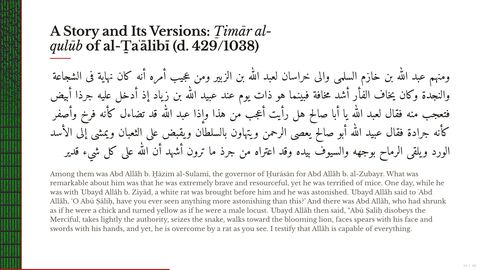 A Story and Its Versions: Ṯimār al-
qulūb of al-Ṯaʿālibī (d. 429/1038)
ومنهم عبد الله بن خازم السلمى والى خراسان لعبد الله بن الزبير ومن عجيب أمره أنه كان نهاية فى الشجاعة
والنجدة وكان يخاف الفأر أشد مخافة فبينما هو ذات يوم عند عبيد الله بن زياد إذ أدخل عليه جرذا أبيض
فتعجب منه فقال لعبد الله يا أبا صالح هل رأيت أعجب من هذا وإذا عبد الله قد تضاءل كأنه فرخ وأصفر
كأنه جرادة فقال عبيد الله أبو صالح يعصى الرحمن ويتهاون بالسلطان ويقبض على الثعبان ويمشى إلى الأسد
الورد ويلقى الرماح بوجهه والسيوف بيده وقد اعتراه من جرذ ما ترون أشهد أن الله على كل شىء قدير
Among them was Abd Allāh b. Ḫāzim al-Sulamī, the governor of Ḫurāsān for Abd Allāh b. al-Zubayr. What was
remarkable about him was that he was extremely brave and resourceful, yet he was terrified of mice. One day, while he
was with Ubayd Allāh b. Ziyād, a white rat was brought before him and he was astonished. Ubayd Allāh said to ʿAbd
Allāh, ʿO Abū Ṣāliḥ, have you ever seen anything more astonishing than this?ʾ And there was Abd Allāh, who had shrunk
as if he were a chick and turned yellow as if he were a male locust. Ubayd Allāh then said, "Abū Ṣāliḥ disobeys the
Merciful, takes lightly the authority, seizes the snake, walks toward the blooming lion, faces spears with his face and
swords with his hands, and yet, he is overcome by a rat as you see. I testify that Allāh is capable of everything.